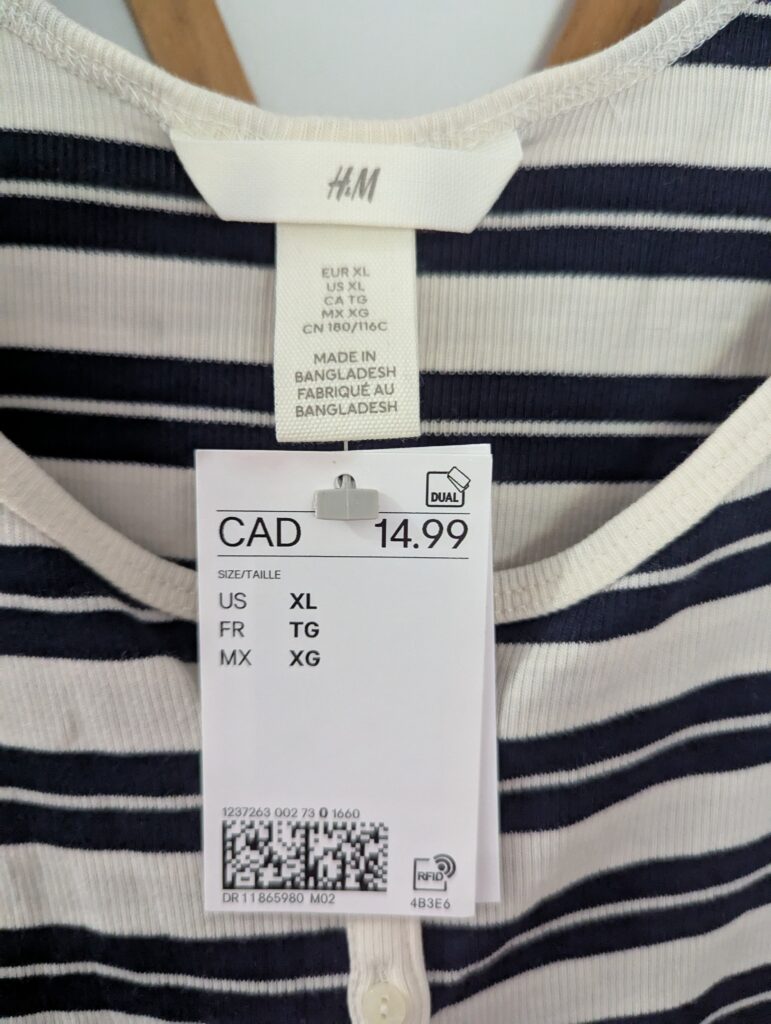 H&M
EUR XL
US XL
CA TG
MX XG
CN 180/116C
MADE IN
BANGLADESH
FABRIQUÉ AU
BANGLADESH
DUAL
CAD 14.99
SIZE/TAILLE
US XL
FR TG
MX XG
1237263 002 73 0 1660
DR11865980 M02
RFID
4B3E6